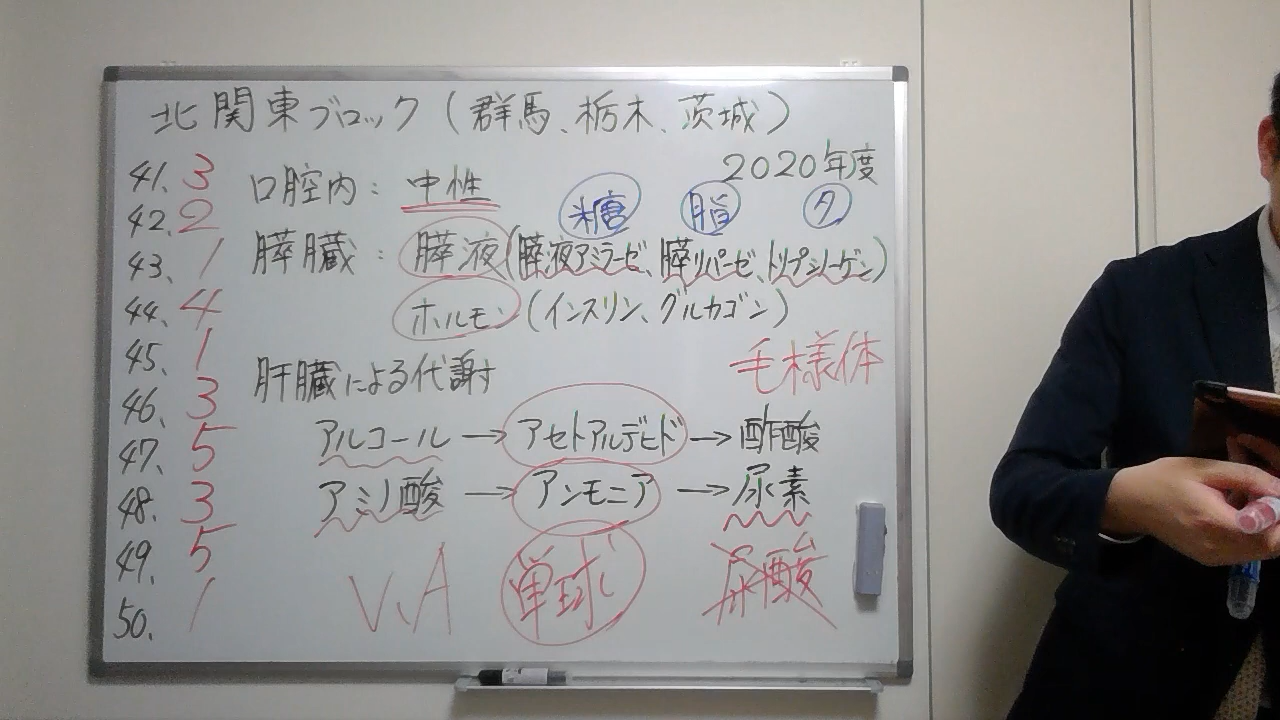 北関東ブロック(群馬、栃木、茨城)
2020年度
41. 3
42. 2
43. 1
44. 4
45. 1
46. 3
47. 5
48. 3
49. 5
50. 1
口腔内: 中性
糖 脂 タ
膵臓: 膵液(膵液アミラーゼ、膵リパーゼ、トリプシノーゲン)
ホルモン(インスリン、グルカゴン)
毛様体
肝臓による代謝
アルコール→アセトアルデヒド→酢酸
アミノ酸→アンモニア→尿素
V.A 単球 尿酸